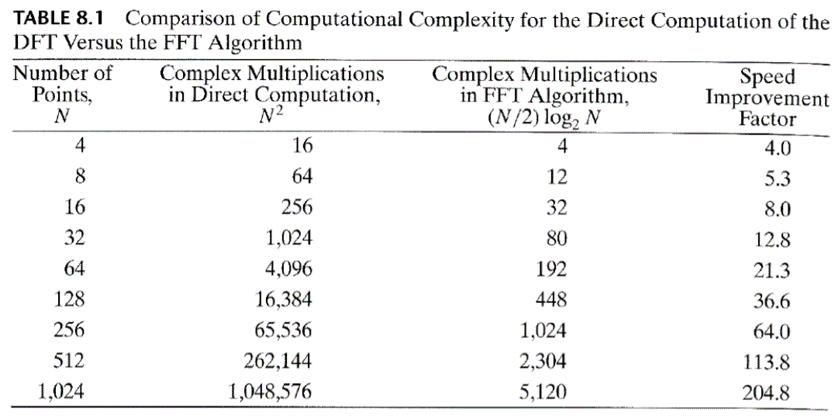 TABLE 8.1 Comparison of Computational Complexity for the Direct Computation of the
DFT Versus the FFT Algorithm
Number of Points, N | Complex Multiplications in Direct Computation, N² | Complex Multiplications in FFT Algorithm, (N/2) log₂ N | Speed Improvement Factor
4 16 4 4.0
8 64 12 5.3
16 256 32 8.0
32 1,024 80 12.8
64 4,096 192 21.3
128 16,384 448 36.6
256 65,536 1,024 64.0
512 262,144 2,304 113.8
1,024 1,048,576 5,120 204.8